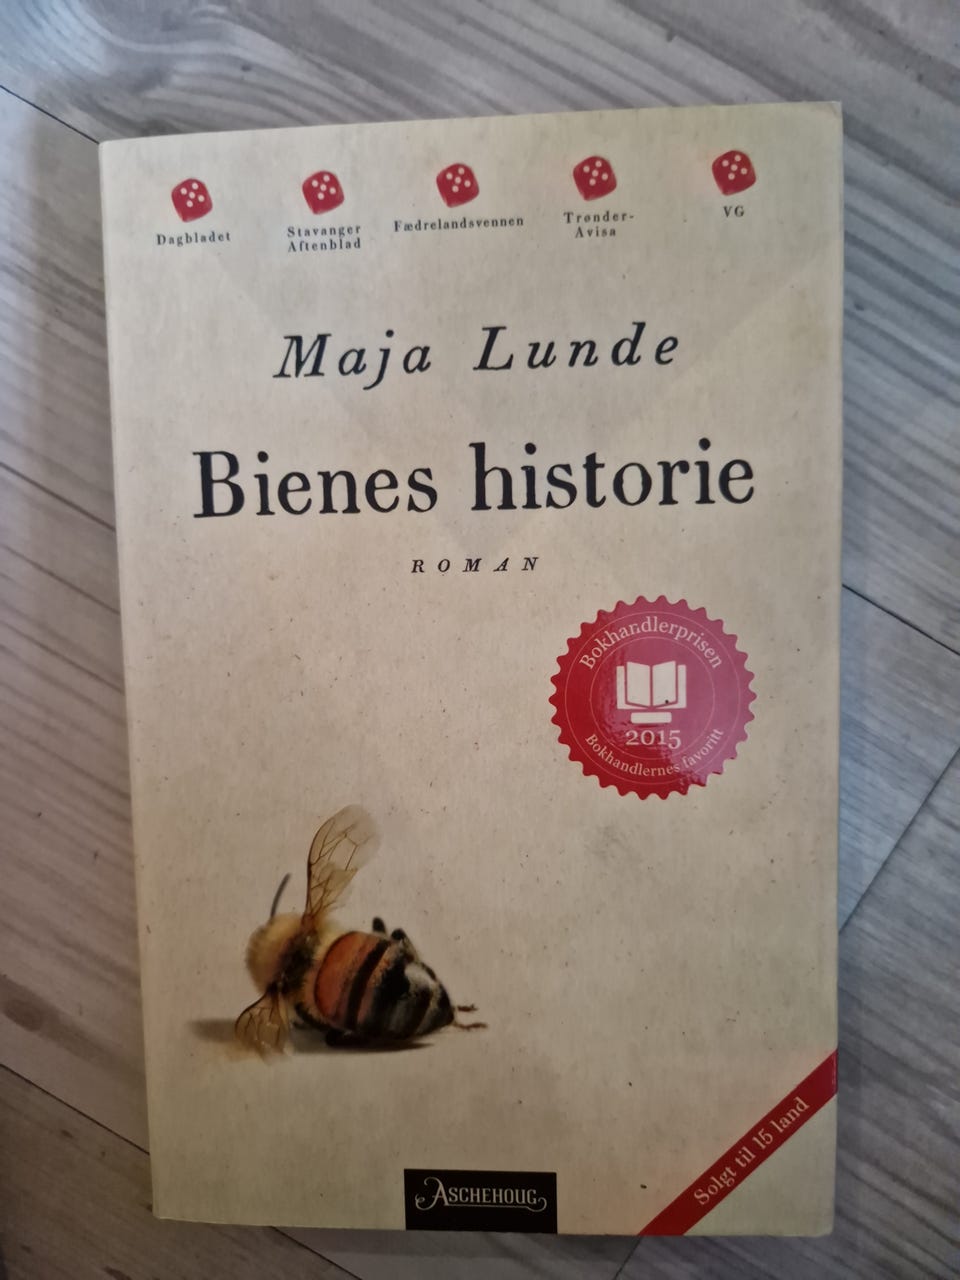 Dagbladet
Stavanger
Aftenblad
Fædrelandsvennen
Trønder-
Avisa
VG
Maja Lunde
Bienes historie
ROMAN
Bokhandlerprisen
2015
Bokhandlernes favoritt
Solgt til 15 land
ASCHEHOUG